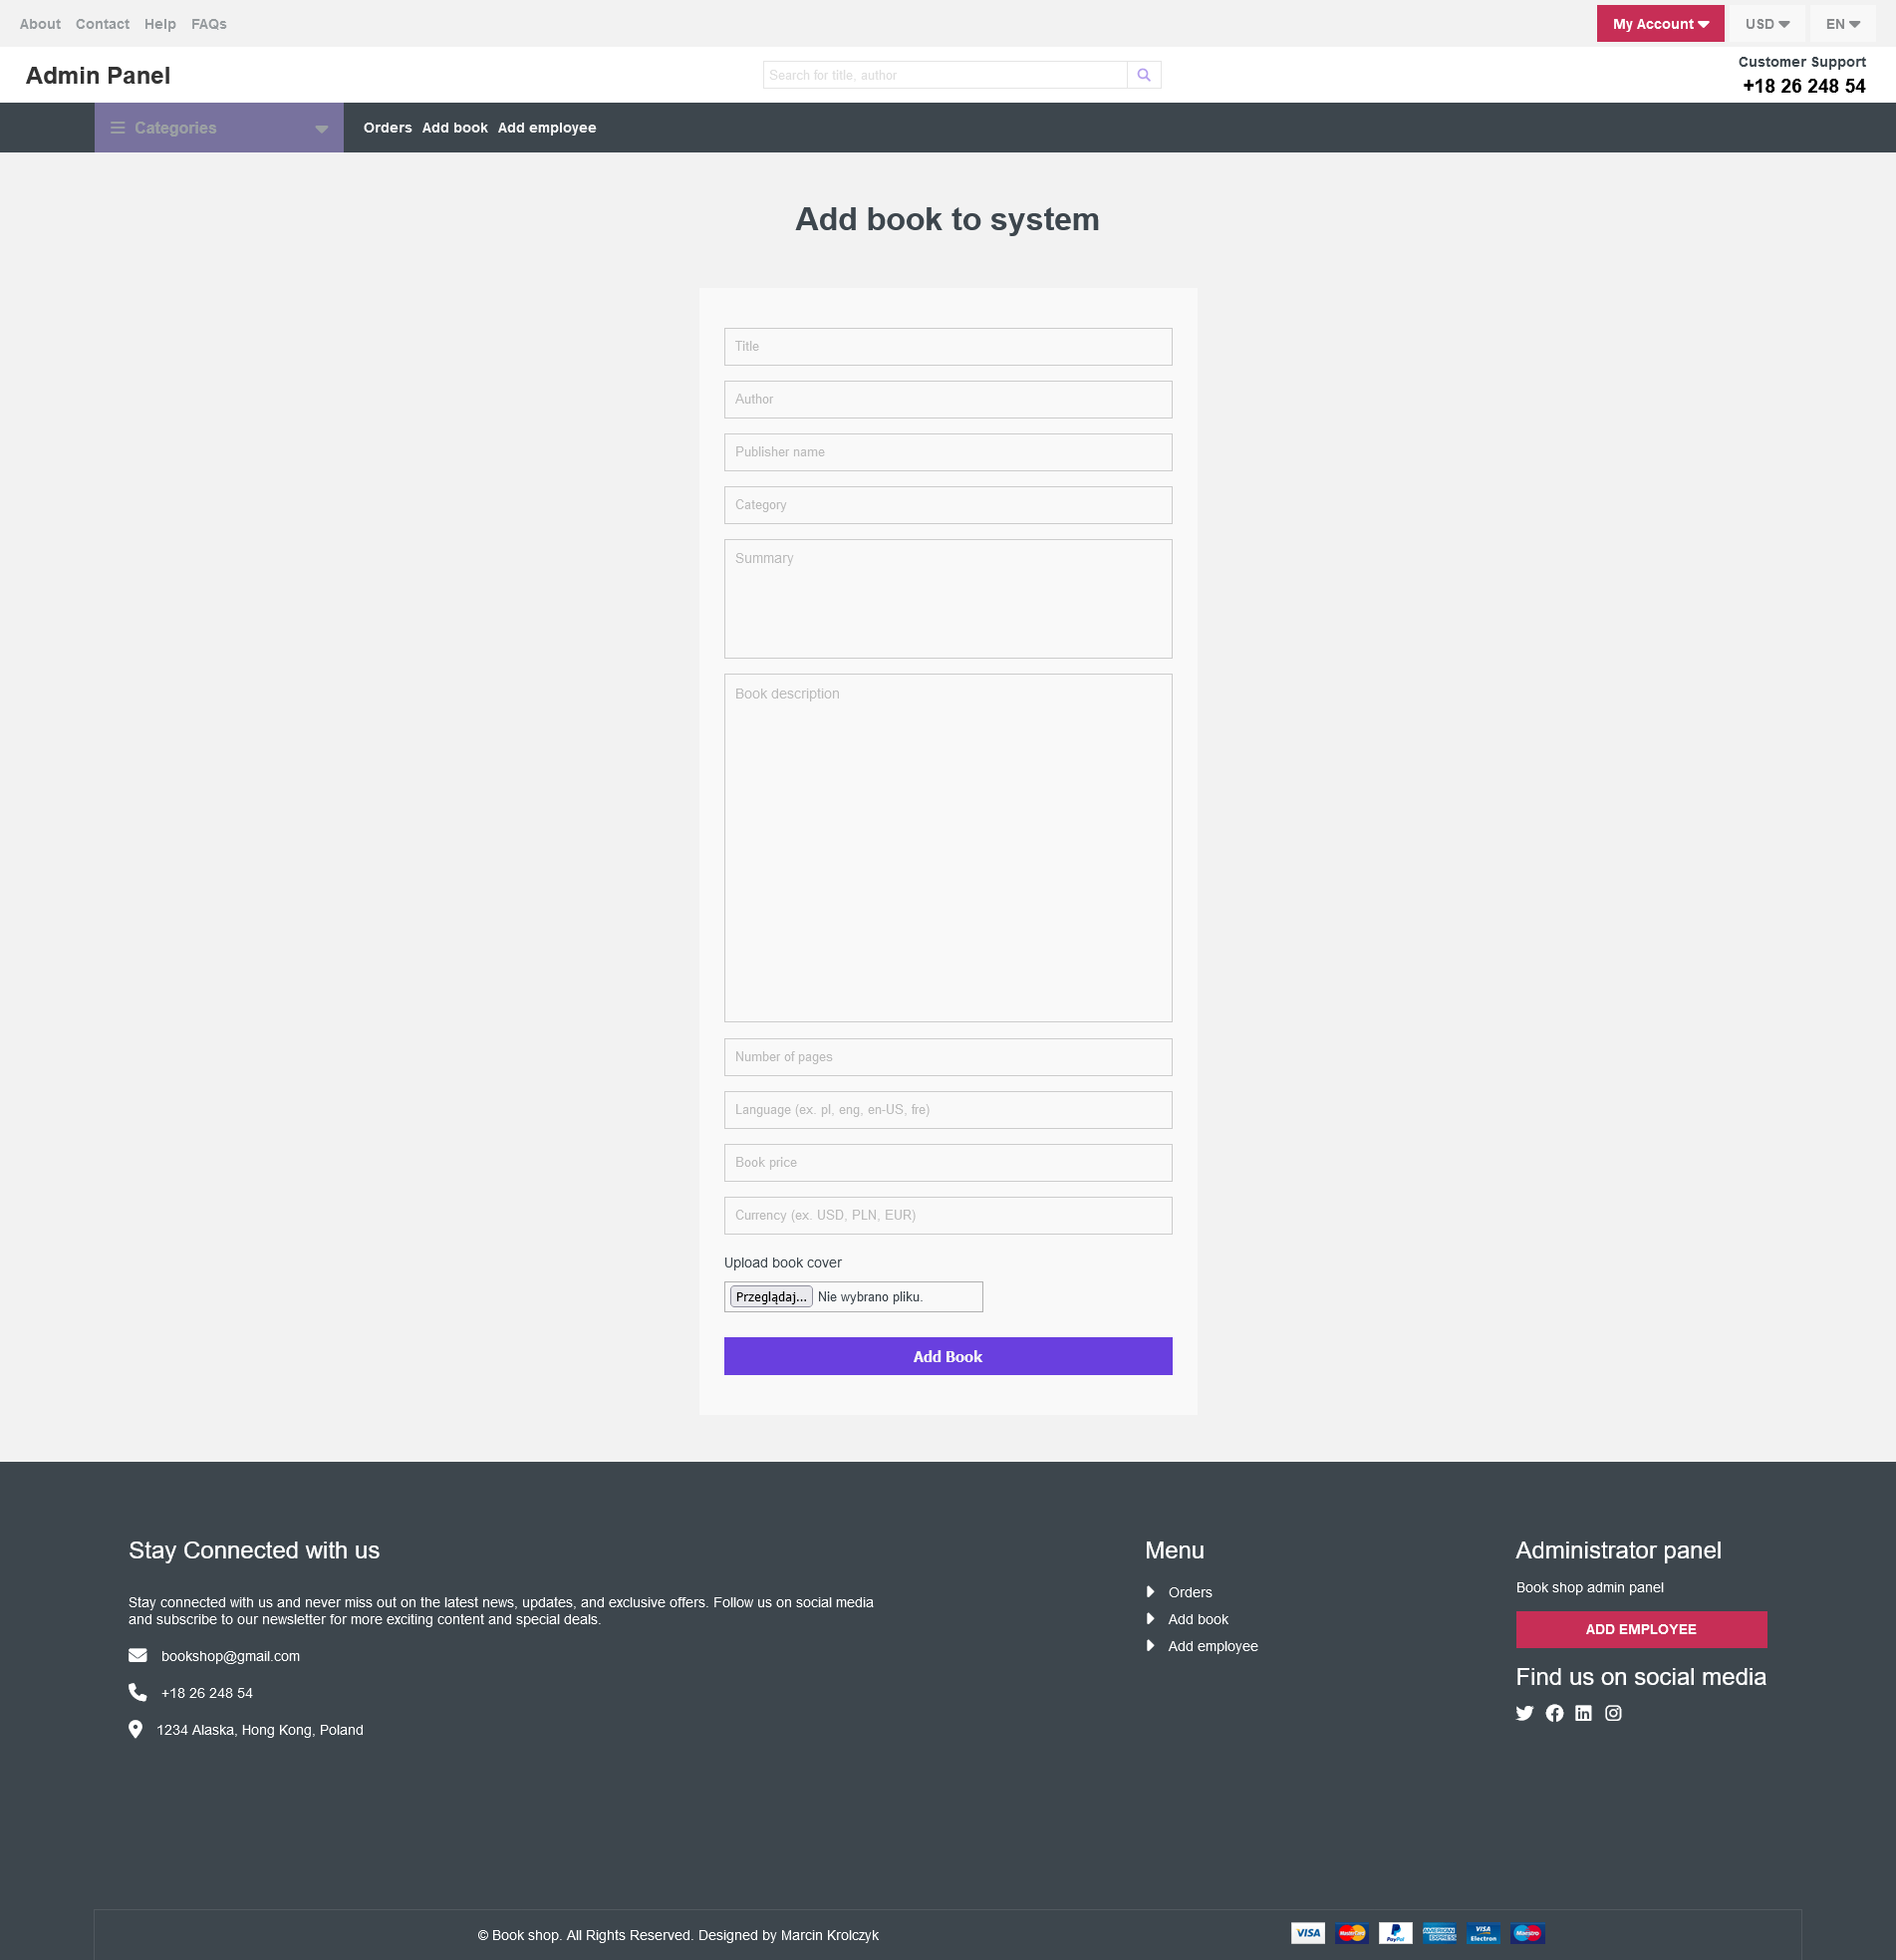 About Contact Help FAQs
My Account USD EN
Admin Panel
Search for title, author
Customer Support
+18 26 248 54
Categories
Orders Add book Add employee
Add book to system
Title
Author
Publisher name
Category
Summary
Book description
Number of pages
Language (ex. pl, eng, en-US, fre)
Book price
Currency (ex. USD, PLN, EUR)
Upload book cover
Przeglądaj... Nie wybrano pliku.
Add Book
Stay Connected with us
Stay connected with us and never miss out on the latest news, updates, and exclusive offers. Follow us on social media
and subscribe to our newsletter for more exciting content and special deals.
bookshop@gmail.com
+18 26 248 54
1234 Alaska, Hong Kong, Poland
Menu
Orders
Add book
Add employee
Administrator panel
Book shop admin panel
ADD EMPLOYEE
Find us on social media
© Book shop. All Rights Reserved. Designed by Marcin Krolczyk
VISA MasterCard PayPal AMERICAN EXPRESS VISA Electron Maestro